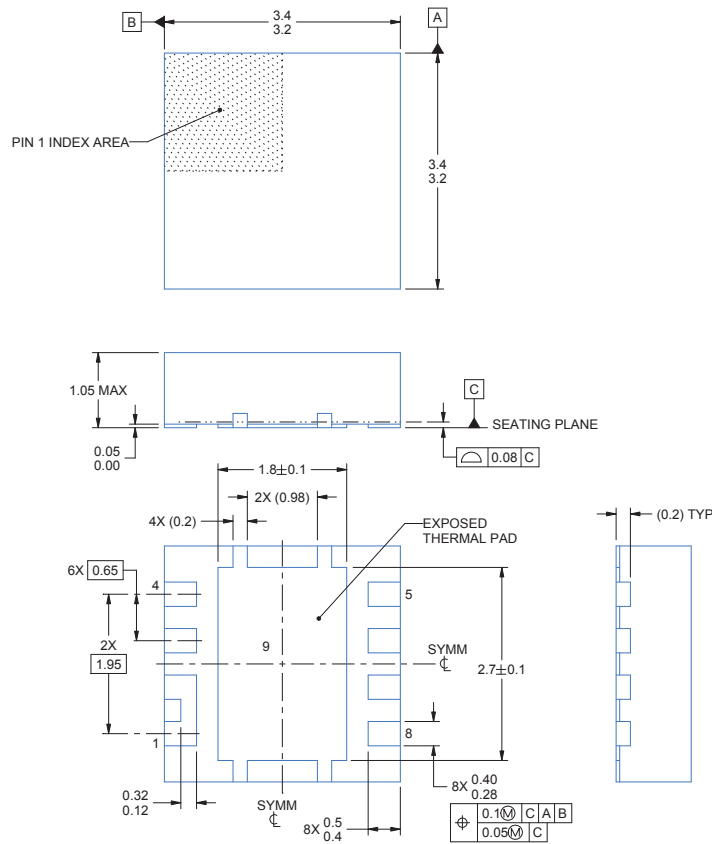 B
3.4
3.2
A
PIN 1 INDEX AREA
3.4
3.2
1.05 MAX
C
SEATING PLANE
0.05
0.00
0.08 C
1.8±0.1
2X (0.98)
4X (0.2)
EXPOSED
THERMAL PAD
(0.2) TYP
6X 0.65
4
5
2X
1.95
9
SYMM
℄
2.7±0.1
1
8
0.32
0.12
SYMM
℄
8X 0.5
0.4
8X 0.40
0.28
⌖ 0.1Ⓜ C A B
0.05Ⓜ C